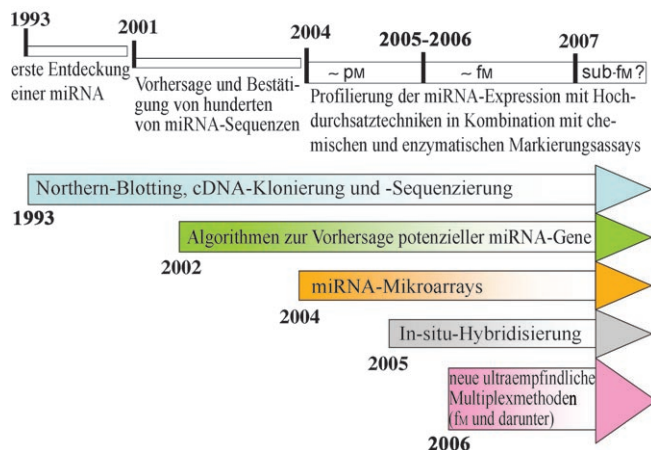 1993
2001
2004
2005-2006
2007
~ pM
~ fM
sub-fM ?
erste Entdeckung
einer miRNA
Vorhersage und Bestäti-
gung von hunderten
von miRNA-Sequenzen
Profilierung der miRNA-Expression mit Hoch-
durchsatztechniken in Kombination mit che-
mischen und enzymatischen Markierungsassays
Northern-Blotting, cDNA-Klonierung und -Sequenzierung
1993
Algorithmen zur Vorhersage potenzieller miRNA-Gene
2002
miRNA-Mikroarrays
2004
In-situ-Hybridisierung
2005
neue ultraempfindliche
Multiplexmethoden
(fM und darunter)
2006